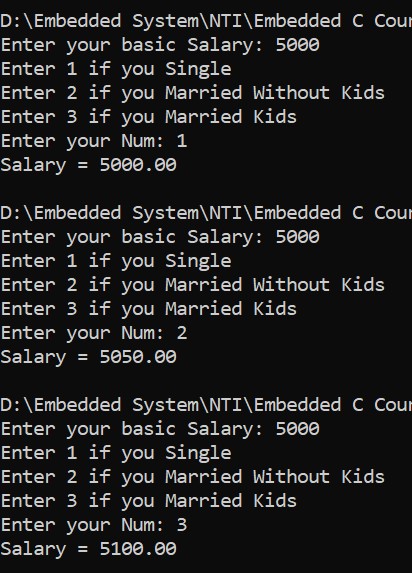 D:\Embedded System\NTI\Embedded C Cour
Enter your basic Salary: 5000
Enter 1 if you Single
Enter 2 if you Married Without Kids
Enter 3 if you Married Kids
Enter your Num: 1
Salary = 5000.00
D:\Embedded System\NTI\Embedded C Cour
Enter your basic Salary: 5000
Enter 1 if you Single
Enter 2 if you Married Without Kids
Enter 3 if you Married Kids
Enter your Num: 2
Salary = 5050.00
D:\Embedded System\NTI\Embedded C Cour
Enter your basic Salary: 5000
Enter 1 if you Single
Enter 2 if you Married Without Kids
Enter 3 if you Married Kids
Enter your Num: 3
Salary = 5100.00